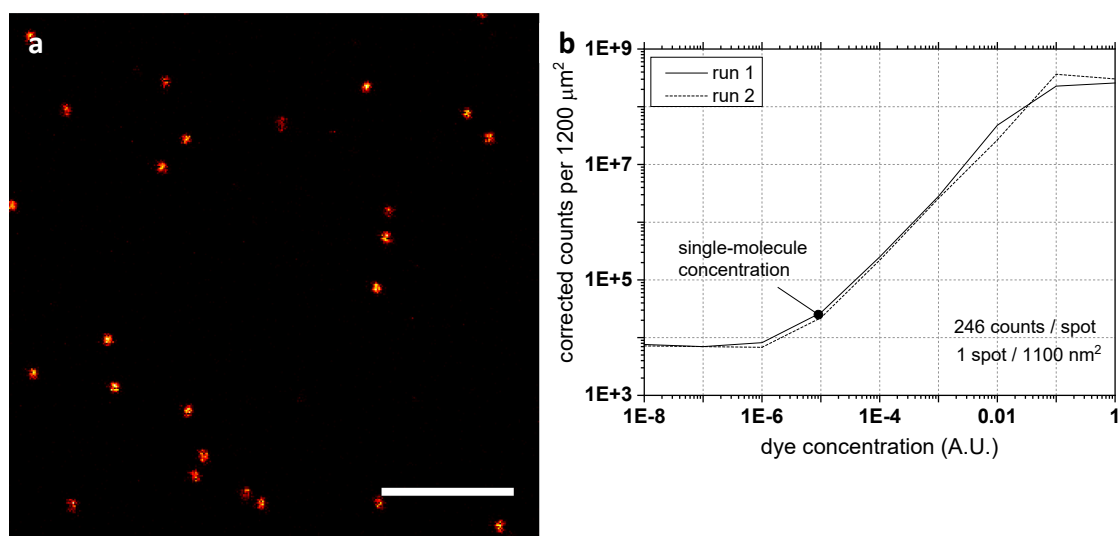 a
b
1E+9
1E+7
1E+5
1E+3
corrected counts per 1200 μm²
run 1
run 2
single-molecule
concentration
246 counts / spot
1 spot / 1100 nm²
1E-8
1E-6
1E-4
0.01
1
dye concentration (A.U.)